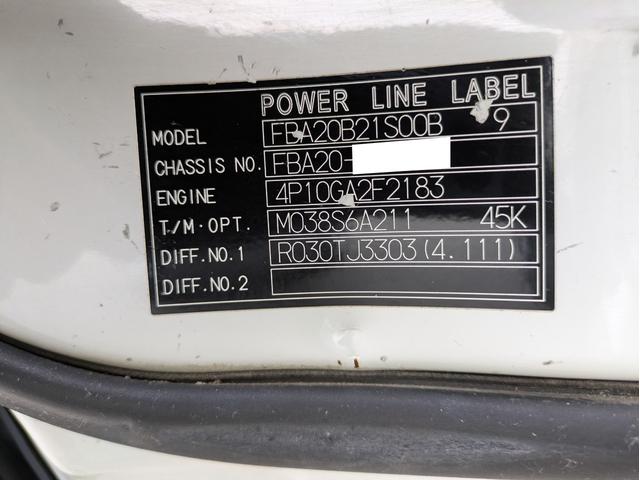 POWER LINE LABEL
MODEL FBA20B21S00B 9
CHASSIS NO. FBA20-
ENGINE 4P10GA2F2183
T/M·OPT. M038S6A211 45K
DIFF.NO.1 R030TJ3303(4.111)
DIFF.NO.2